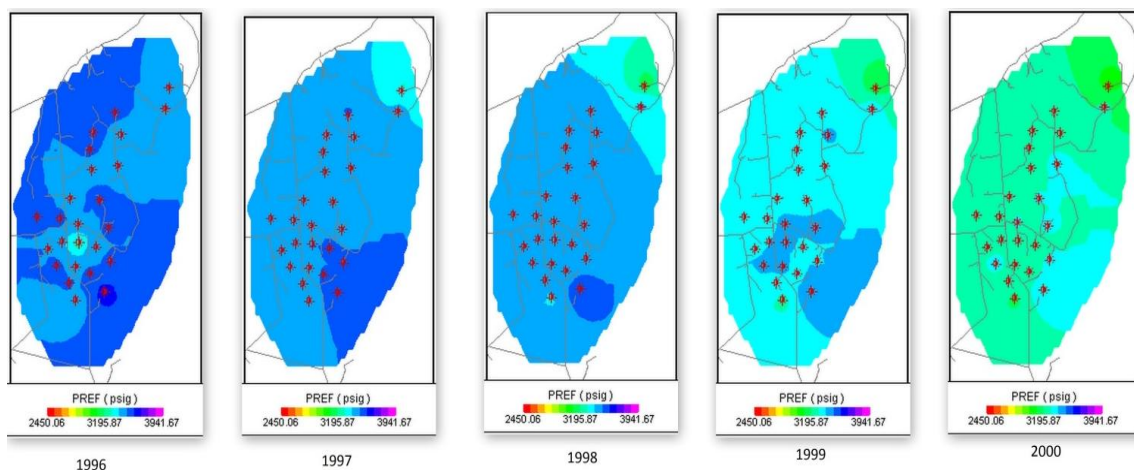 PREF ( psig )
2450.06 3195.87 3941.67
1996
PREF ( psig )
2450.06 3195.87 3941.67
1997
PREF ( psig )
2450.06 3195.87 3941.67
1998
PREF ( psig )
2450.06 3195.87 3941.67
1999
PREF ( psig )
2450.06 3195.87 3941.67
2000